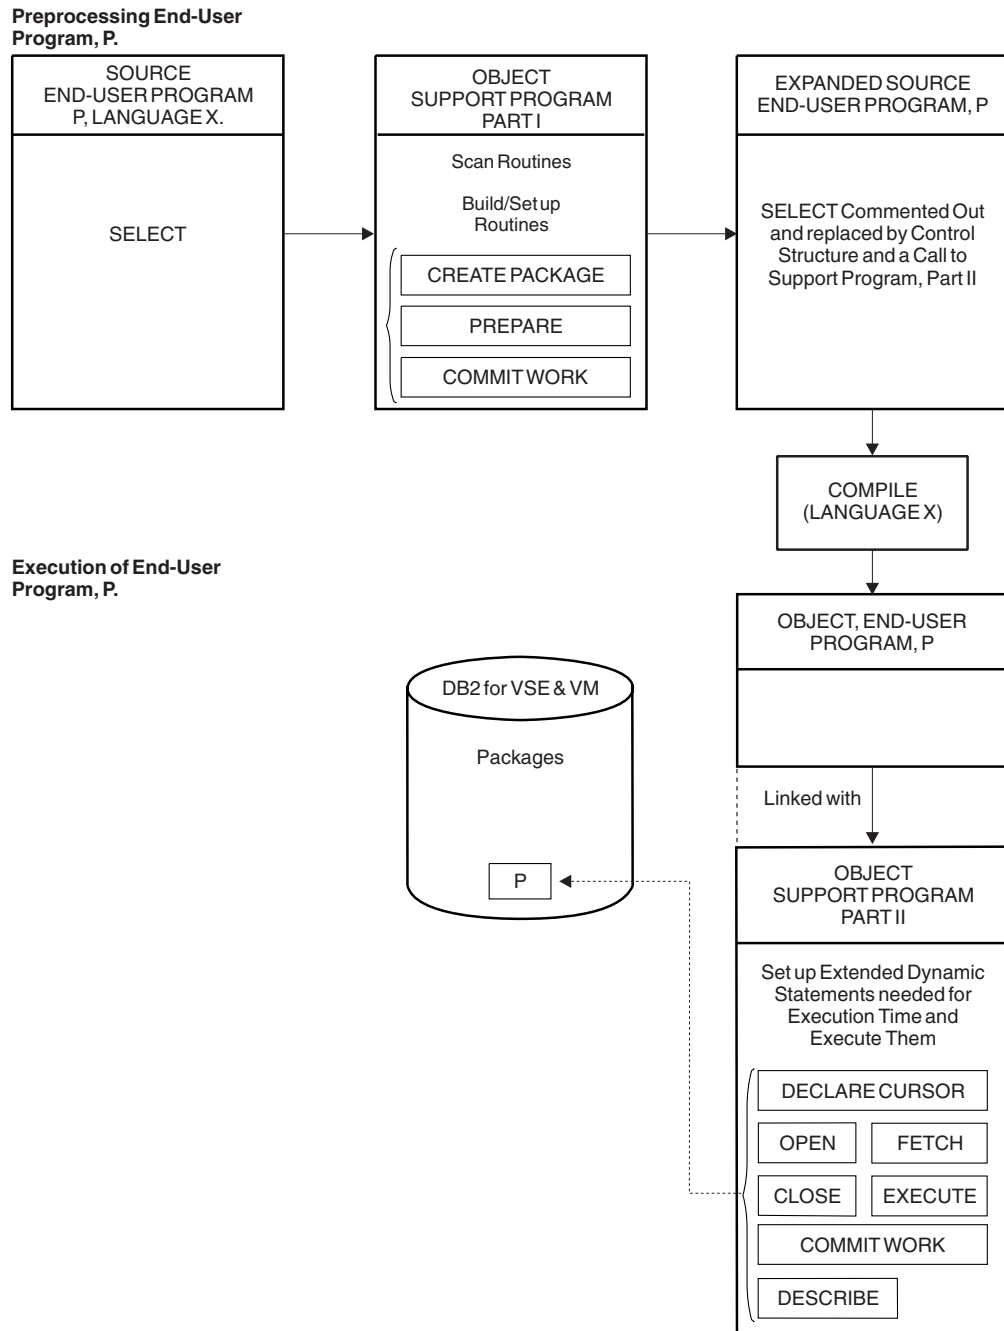 Preprocessing End-User
Program, P.
SOURCE
END-USER PROGRAM
P, LANGUAGE X.
SELECT
OBJECT
SUPPORT PROGRAM
PART I
Scan Routines
Build/Set up
Routines
CREATE PACKAGE
PREPARE
COMMIT WORK
EXPANDED SOURCE
END-USER PROGRAM, P
SELECT Commented Out
and replaced by Control
Structure and a Call to
Support Program, Part II
COMPILE
(LANGUAGE X)
Execution of End-User
Program, P.
OBJECT, END-USER
PROGRAM, P
DB2 for VSE & VM
Packages
P
Linked with
OBJECT
SUPPORT PROGRAM
PART II
Set up Extended Dynamic
Statements needed for
Execution Time and
Execute Them
DECLARE CURSOR
OPEN
FETCH
CLOSE
EXECUTE
COMMIT WORK
DESCRIBE